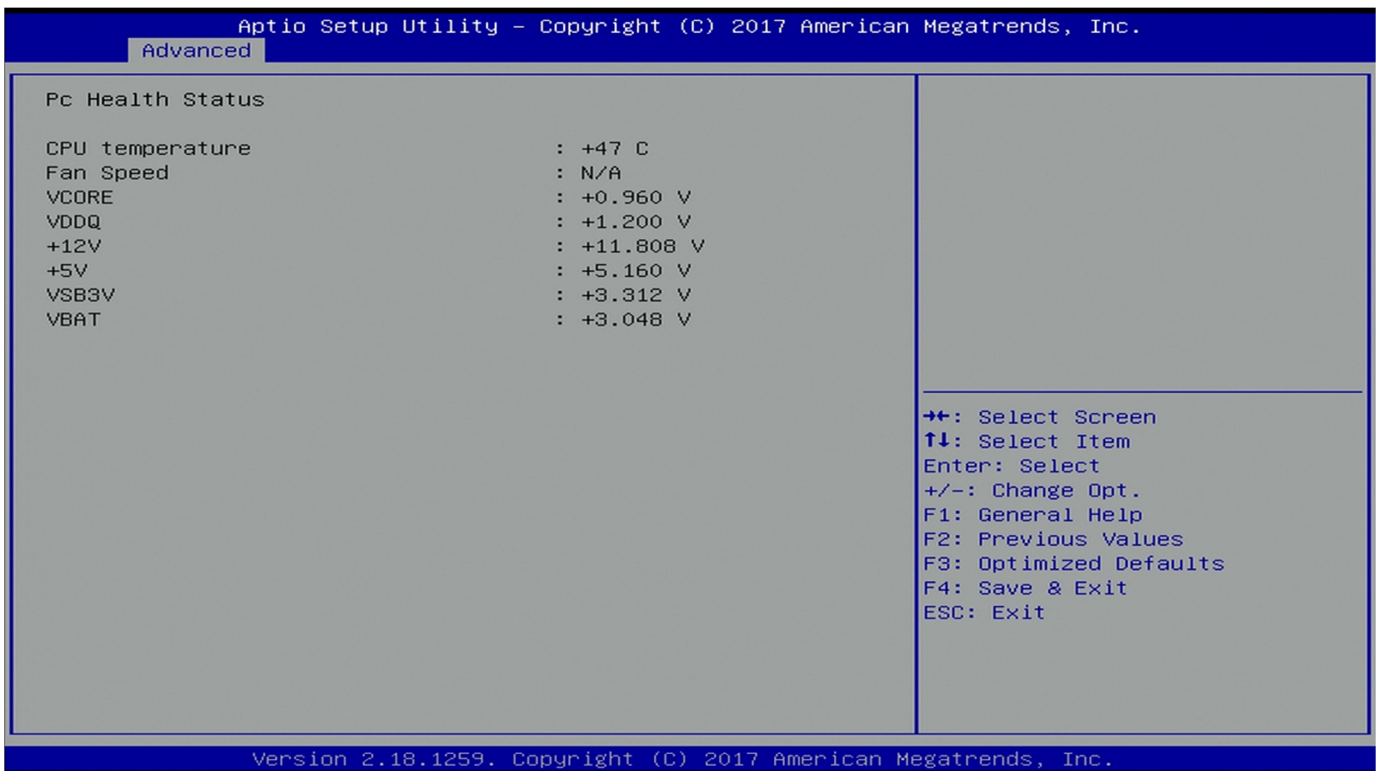 Aptio Setup Utility – Copyright (C) 2017 American Megatrends, Inc.
Advanced
Pc Health Status
CPU temperature : +47 C
Fan Speed : N/A
VCORE : +0.960 V
VDDQ : +1.200 V
+12V : +11.808 V
+5V : +5.160 V
VSB3V : +3.312 V
VBAT : +3.048 V
→←: Select Screen
↑↓: Select Item
Enter: Select
+/-: Change Opt.
F1: General Help
F2: Previous Values
F3: Optimized Defaults
F4: Save & Exit
ESC: Exit
Version 2.18.1259. Copyright (C) 2017 American Megatrends, Inc.